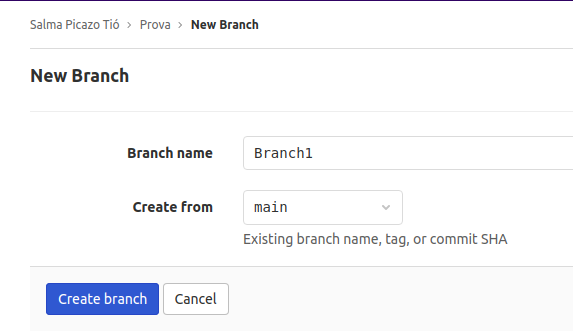 Salma Picazo Tió > Prova > New Branch
New Branch
Branch name Branch1
Create from main
Existing branch name, tag, or commit SHA
Create branch Cancel